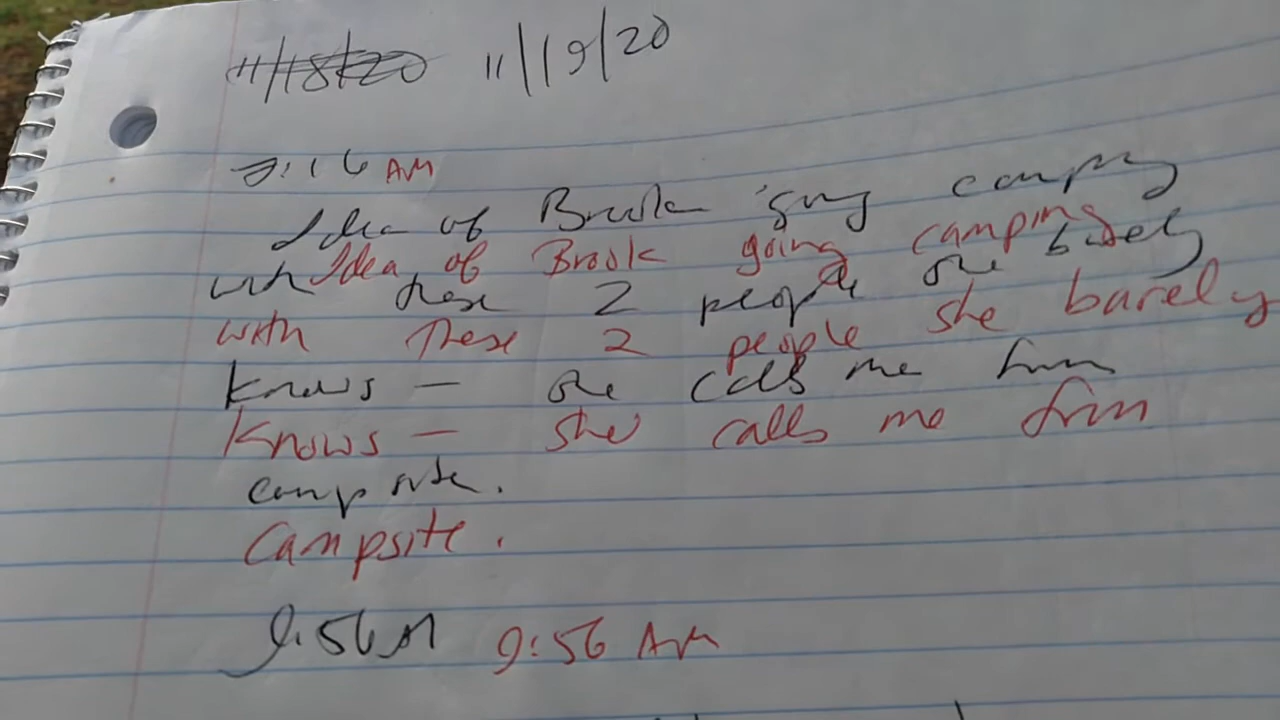 11/18/20 11/19/20
:16 AM
Idea of Brook going camping
Idea of Brook going camping
with these 2 people she barely
with these 2 people she barely
knows — she calls me from
knows — she calls me from
campsite.
campsite.
9:56 AM 9:56 AM